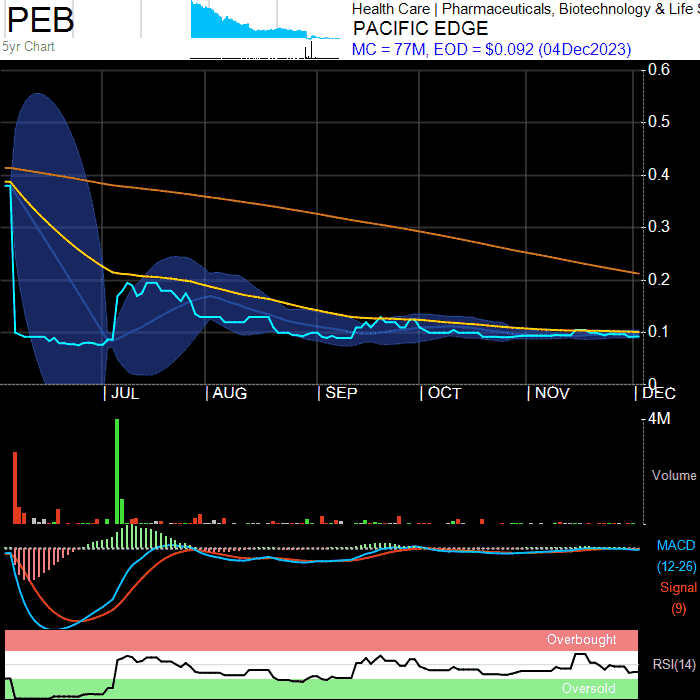 PEB
5yr Chart
Health Care | Pharmaceuticals, Biotechnology & Life S
PACIFIC EDGE
MC = 77M, EOD = $0.092 (04Dec2023)
0.6
0.5
0.4
0.3
0.2
0.1
0
| JUL | AUG | SEP | OCT | NOV | DEC
4M
Volume
MACD
(12-26)
Signal
(9)
Overbought
RSI(14)
Oversold